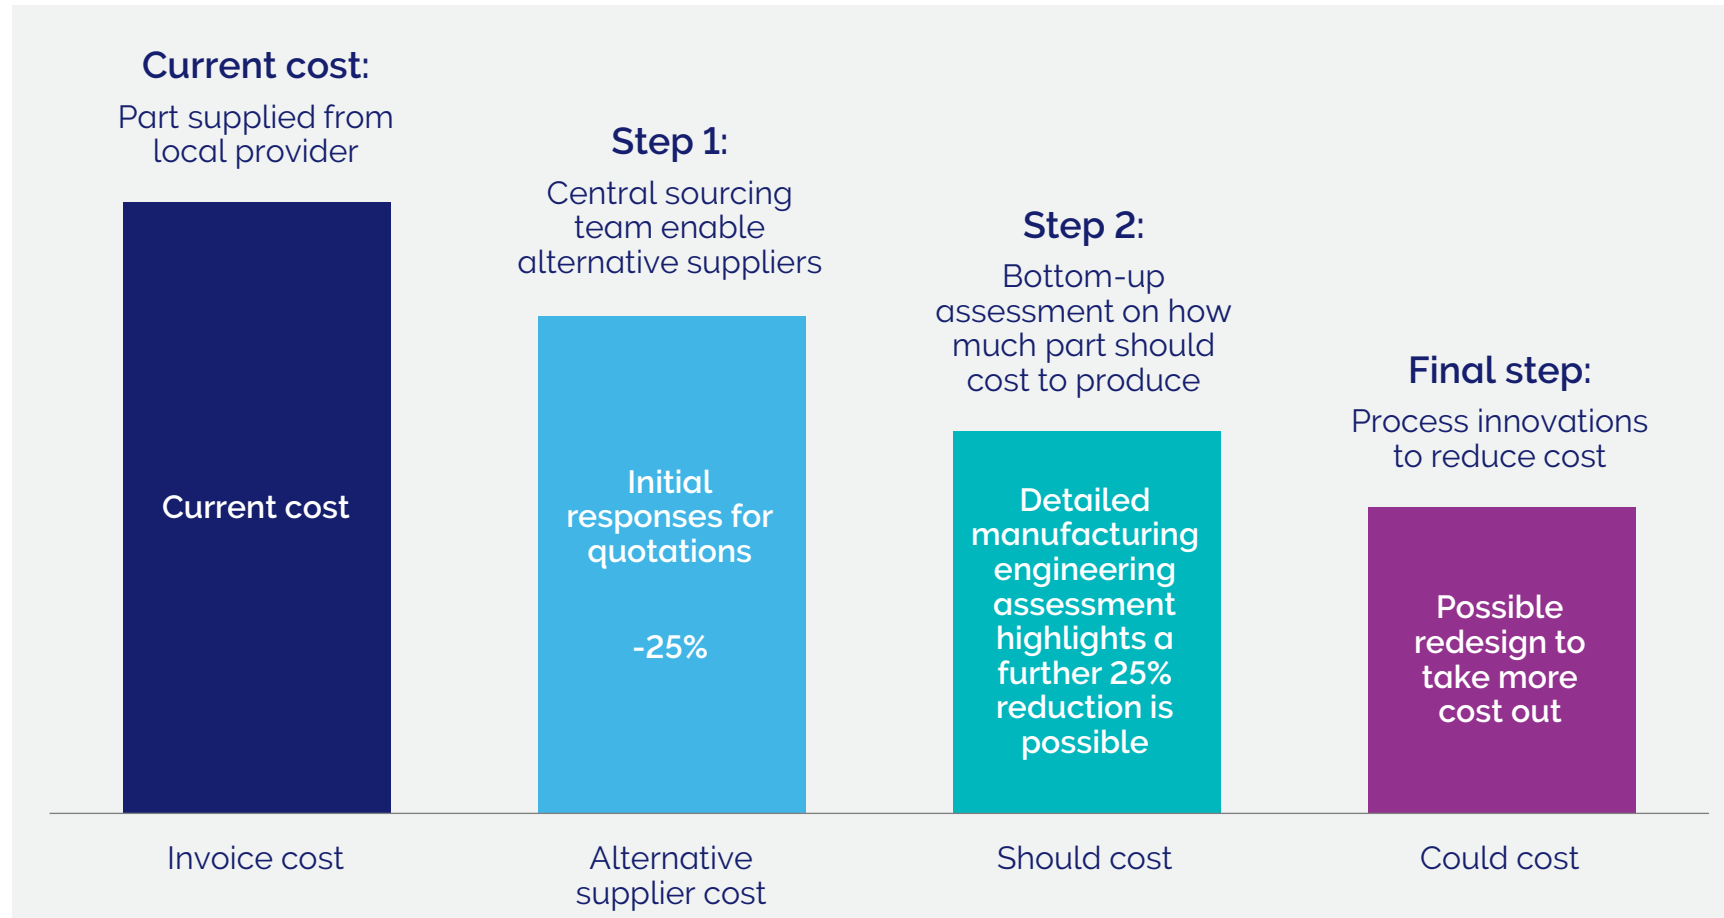 Current cost:
Part supplied from
local provider
Current cost
Invoice cost
Step 1:
Central sourcing
team enable
alternative suppliers
Initial
responses for
quotations
-25%
Alternative
supplier cost
Step 2:
Bottom-up
assessment on how
much part should
cost to produce
Detailed
manufacturing
engineering
assessment
highlights a
further 25%
reduction is
possible
Should cost
Final step:
Process innovations
to reduce cost
Possible
redesign to
take more
cost out
Could cost